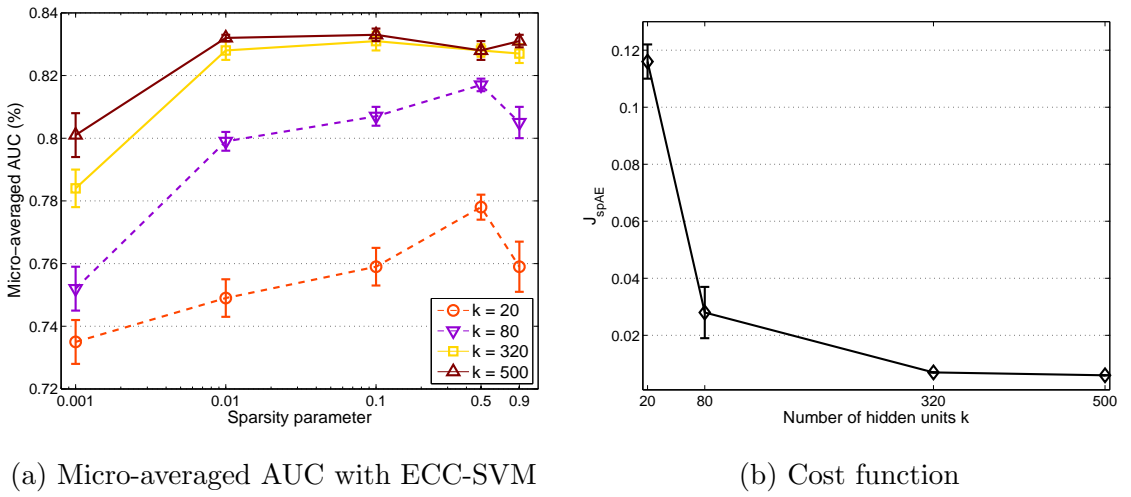 0.84
0.82
0.8
0.78
0.76
0.74
0.72
Micro−averaged AUC (%)
0.001
0.01
0.1
0.5
0.9
Sparsity parameter
k = 20
k = 80
k = 320
k = 500
(a) Micro-averaged AUC with ECC-SVM
0.12
0.1
0.08
0.06
0.04
0.02
J_spAE
20
80
320
500
Number of hidden units k
(b) Cost function